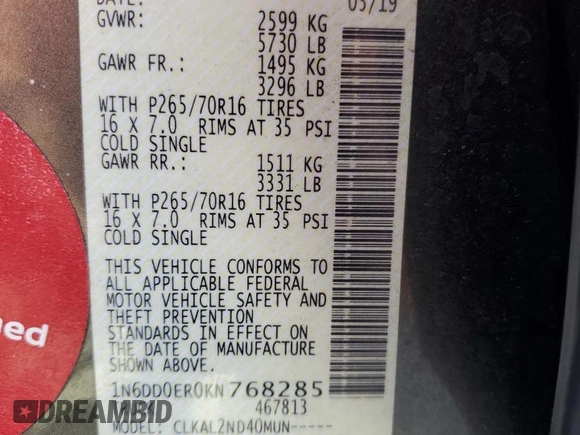 DATE: 05/19
GVWR: 2599 KG
5730 LB
GAWR FR.: 1495 KG
3296 LB
WITH P265/70R16 TIRES
16 X 7.0 RIMS AT 35 PSI
COLD SINGLE
GAWR RR.: 1511 KG
3331 LB
WITH P265/70R16 TIRES
16 X 7.0 RIMS AT 35 PSI
COLD SINGLE
THIS VEHICLE CONFORMS TO
ALL APPLICABLE FEDERAL
MOTOR VEHICLE SAFETY AND
THEFT PREVENTION
STANDARDS IN EFFECT ON
THE DATE OF MANUFACTURE
SHOWN ABOVE.
1N6DD0ER0KN768285
467813
MODEL: CLKAL2ND40MUN-----
ned
DREAMBID